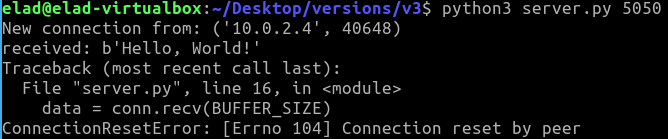 elad@elad-virtualbox:~/Desktop/versions/v3$ python3 server.py 5050
New connection from: ('10.0.2.4', 40648)
received: b'Hello, World!'
Traceback (most recent call last):
  File "server.py", line 16, in <module>
    data = conn.recv(BUFFER_SIZE)
ConnectionResetError: [Errno 104] Connection reset by peer